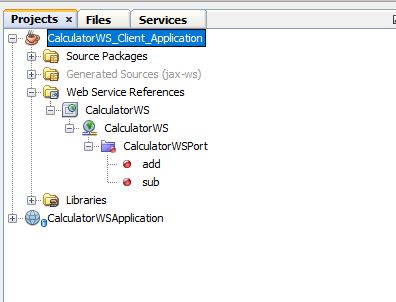 Projects x Files Services
CalculatorWS_Client_Application
Source Packages
Generated Sources (jax-ws)
Web Service References
CalculatorWS
CalculatorWS
CalculatorWSPort
add
sub
Libraries
CalculatorWSApplication